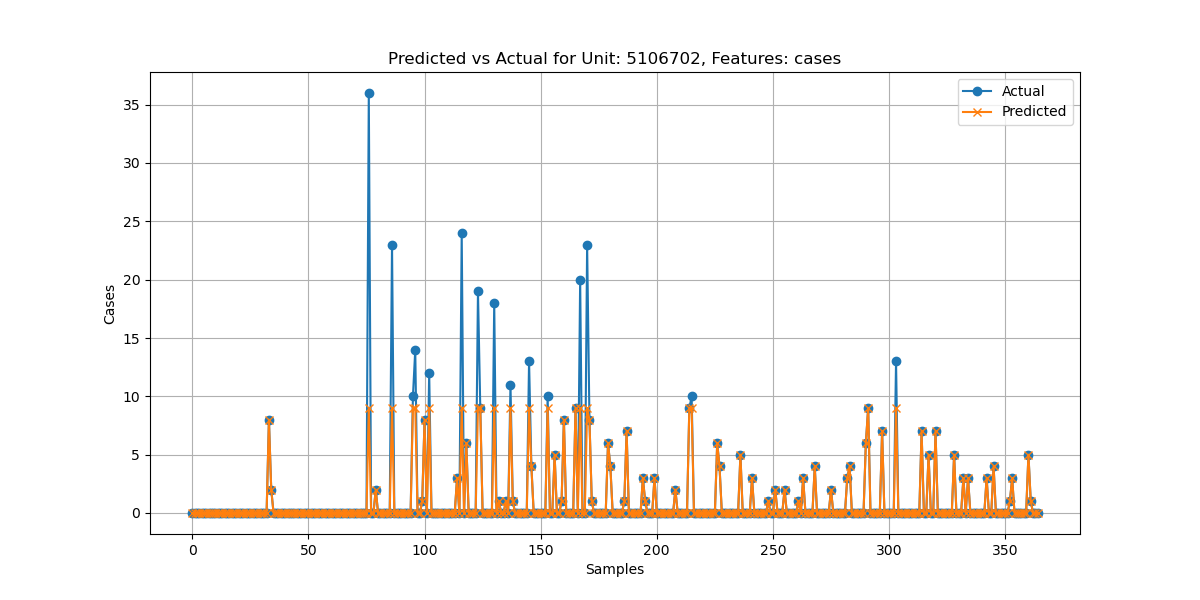 Predicted vs Actual for Unit: 5106702, Features: cases
Actual
Predicted
35
30
25
20
15
10
5
0
Cases
0 50 100 150 200 250 300 350
Samples